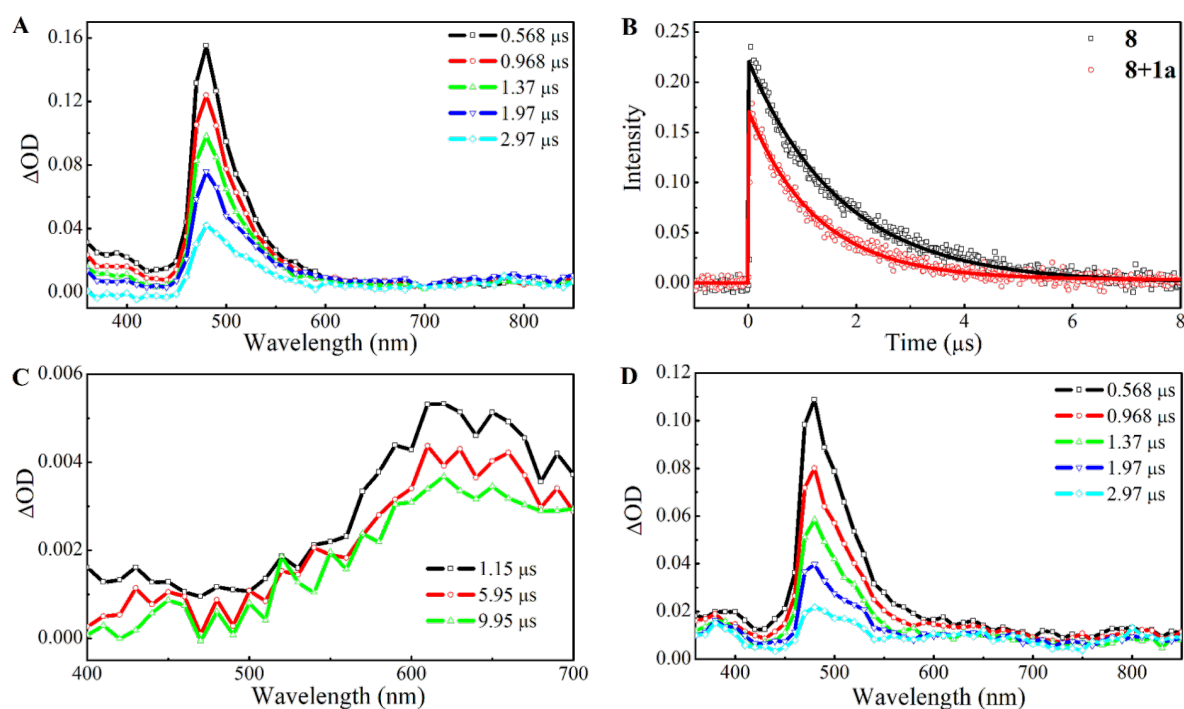 A
ΔOD
0.16
0.12
0.08
0.04
0.00
400 500 600 700 800
Wavelength (nm)
0.568 μs
0.968 μs
1.37 μs
1.97 μs
2.97 μs
B
Intensity
0.25
0.20
0.15
0.10
0.05
0.00
0 2 4 6 8
Time (μs)
8
8+1a
C
ΔOD
0.006
0.004
0.002
0.000
400 500 600 700
Wavelength (nm)
1.15 μs
5.95 μs
9.95 μs
D
ΔOD
0.12
0.10
0.08
0.06
0.04
0.02
0.00
400 500 600 700 800
Wavelength (nm)
0.568 μs
0.968 μs
1.37 μs
1.97 μs
2.97 μs